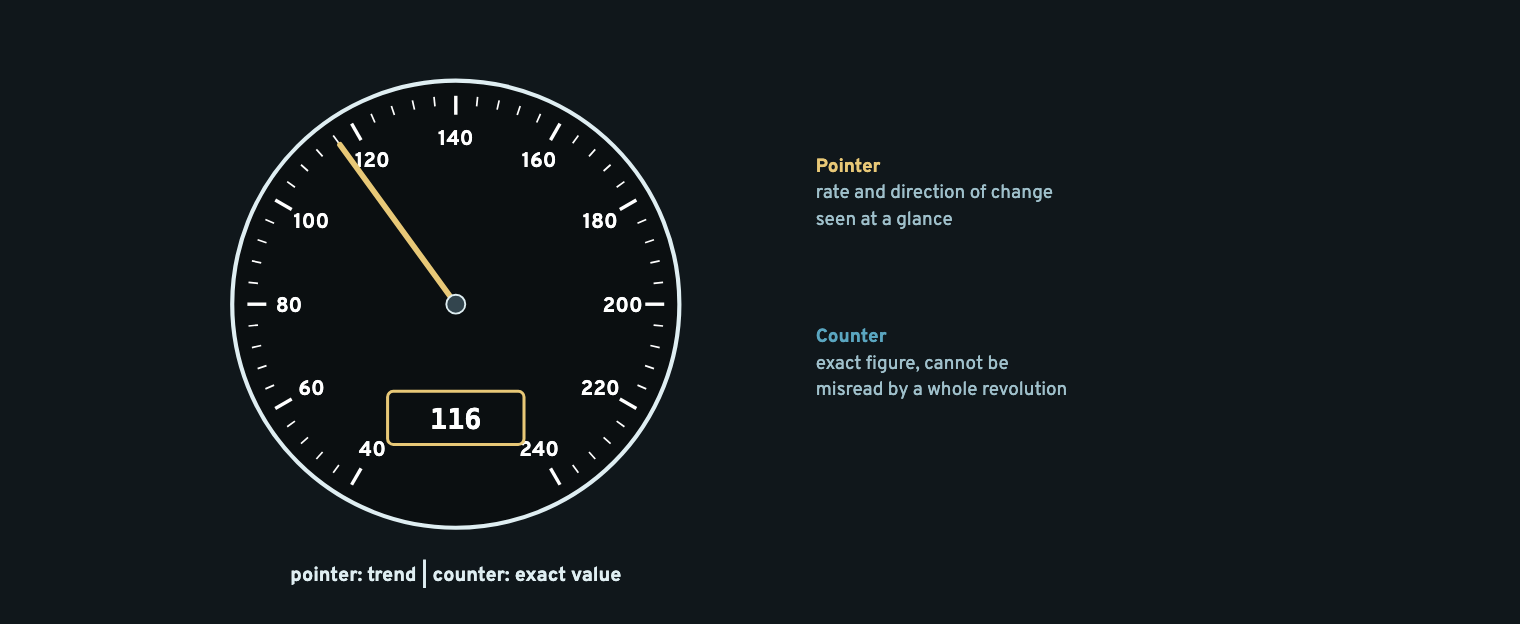 140
120
160
100
180
80
200
60
220
116
40
240
pointer: trend | counter: exact value
Pointer
rate and direction of change
seen at a glance
Counter
exact figure, cannot be
misread by a whole revolution